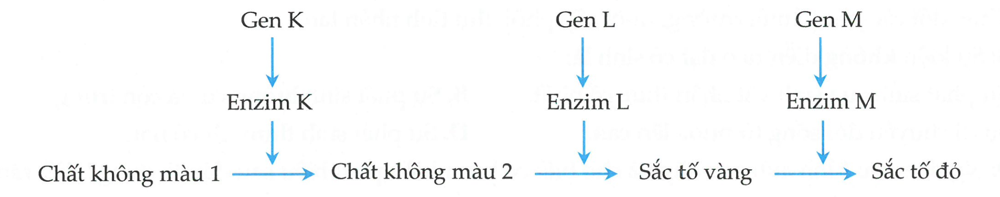 Gen K Gen L Gen M
Enzim K Enzim L Enzim M
Chất không màu 1 Chất không màu 2 Sắc tố vàng Sắc tố đỏ